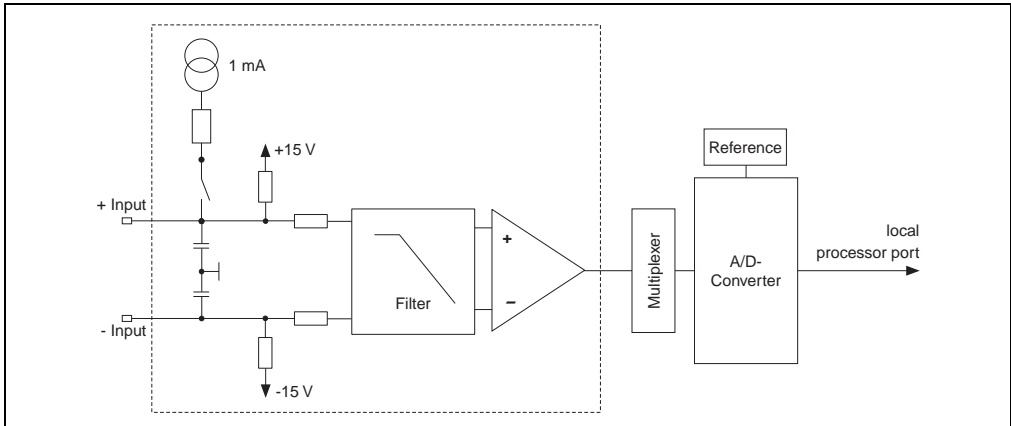 1 mA
+15 V
Reference
+ Input
local
processor port
+
Multiplexer
A/D-
Converter
Filter
−
- Input
-15 V